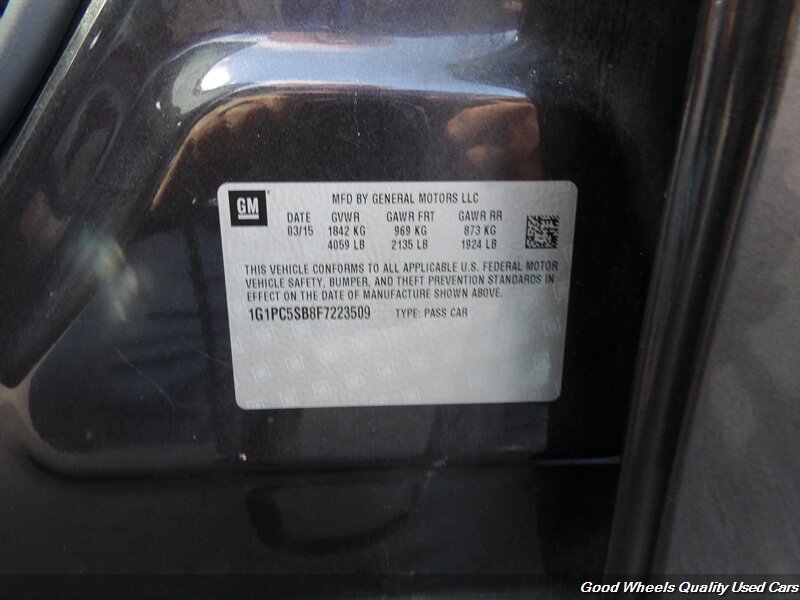 GM
MFD BY GENERAL MOTORS LLC
DATE GVWR GAWR FRT GAWR RR
03/15 1842 KG 969 KG 873 KG
4059 LB 2135 LB 1924 LB
THIS VEHICLE CONFORMS TO ALL APPLICABLE U.S. FEDERAL MOTOR
VEHICLE SAFETY, BUMPER, AND THEFT PREVENTION STANDARDS IN
EFFECT ON THE DATE OF MANUFACTURE SHOWN ABOVE.
1G1PC5SB8F7223509 TYPE: PASS CAR
Good Wheels Quality Used Cars